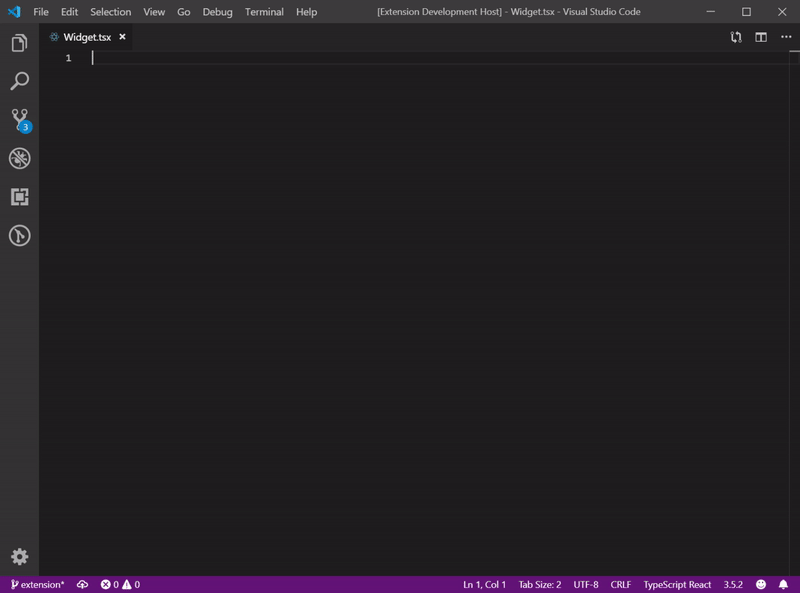 File Edit Selection View Go Debug Terminal Help [Extension Development Host] - Widget.tsx - Visual Studio Code
Widget.tsx
1
3
extension* 0 0 Ln 1, Col 1 Tab Size: 2 UTF-8 CRLF TypeScript React 3.5.2